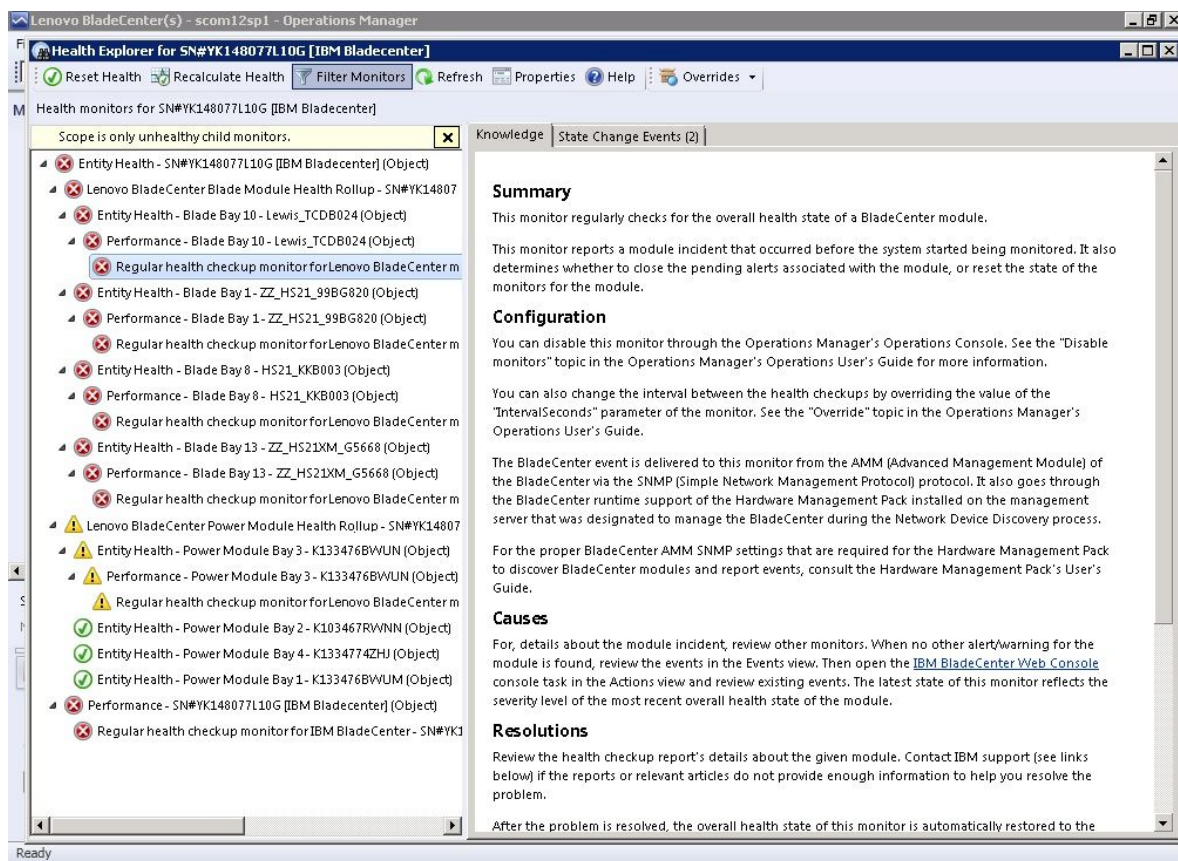 Lenovo BladeCenter(s) - scom12sp1 - Operations Manager
Health Explorer for SN#YK148077L10G [IBM Bladecenter]
Reset Health Recalculate Health Filter Monitors Refresh Properties Help Overrides
Health monitors for SN#YK148077L10G [IBM Bladecenter]
Scope is only unhealthy child monitors.
Entity Health - SN#YK148077L10G [IBM Bladecenter] (Object)
Lenovo BladeCenter Blade Module Health Rollup - SN#YK14807
Entity Health - Blade Bay 10 - Lewis_TCDB024 (Object)
Performance - Blade Bay 10 - Lewis_TCDB024 (Object)
Regular health checkup monitor for Lenovo BladeCenter m
Entity Health - Blade Bay 1 - ZZ_HS21_99BG820 (Object)
Performance - Blade Bay 1 - ZZ_HS21_99BG820 (Object)
Regular health checkup monitor for Lenovo BladeCenter m
Entity Health - Blade Bay 8 - HS21_KKB003 (Object)
Performance - Blade Bay 8 - HS21_KKB003 (Object)
Regular health checkup monitor for Lenovo BladeCenter m
Entity Health - Blade Bay 13 - ZZ_HS21XM_G5668 (Object)
Performance - Blade Bay 13 - ZZ_HS21XM_G5668 (Object)
Regular health checkup monitor for Lenovo BladeCenter m
Lenovo BladeCenter Power Module Health Rollup - SN#YK14807
Entity Health - Power Module Bay 3 - K133476BWUN (Object)
Performance - Power Module Bay 3 - K133476BWUN (Object)
Regular health checkup monitor for Lenovo BladeCenter m
Entity Health - Power Module Bay 2 - K103467RWNN (Object)
Entity Health - Power Module Bay 4 - K1334774ZHJ (Object)
Entity Health - Power Module Bay 1 - K133476BWUM (Object)
Performance - SN#YK148077L10G [IBM Bladecenter] (Object)
Regular health checkup monitor for IBM BladeCenter - SN#YK1
Knowledge State Change Events (2)
Summary
This monitor regularly checks for the overall health state of a BladeCenter module.
This monitor reports a module incident that occurred before the system started being monitored. It also
determines whether to close the pending alerts associated with the module, or reset the state of the
monitors for the module.
Configuration
You can disable this monitor through the Operations Manager's Operations Console. See the "Disable
monitors" topic in the Operations Manager's Operations User's Guide for more information.
You can also change the interval between the health checkups by overriding the value of the
"IntervalSeconds" parameter of the monitor. See the "Override" topic in the Operations Manager's
Operations User's Guide.
The BladeCenter event is delivered to this monitor from the AMM (Advanced Management Module) of
the BladeCenter via the SNMP (Simple Network Management Protocol) protocol. It also goes through
the BladeCenter runtime support of the Hardware Management Pack installed on the management
server that was designated to manage the BladeCenter during the Network Device Discovery process.
For the proper BladeCenter AMM SNMP settings that are required for the Hardware Management Pack
to discover BladeCenter modules and report events, consult the Hardware Management Pack's User's
Guide.
Causes
For, details about the module incident, review other monitors. When no other alert/warning for the
module is found, review the events in the Events view. Then open the IBM BladeCenter Web Console
console task in the Actions view and review existing events. The latest state of this monitor reflects the
severity level of the most recent overall health state of the module.
Resolutions
Review the health checkup report's details about the given module. Contact IBM support (see links
below) if the reports or relevant articles do not provide enough information to help you resolve the
problem.
After the problem is resolved, the overall health state of this monitor is automatically restored to the
Ready